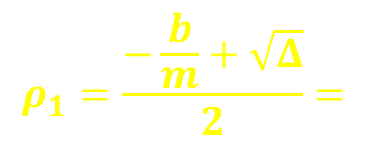 ρ₁ = (−b/m + √Δ)/2 =